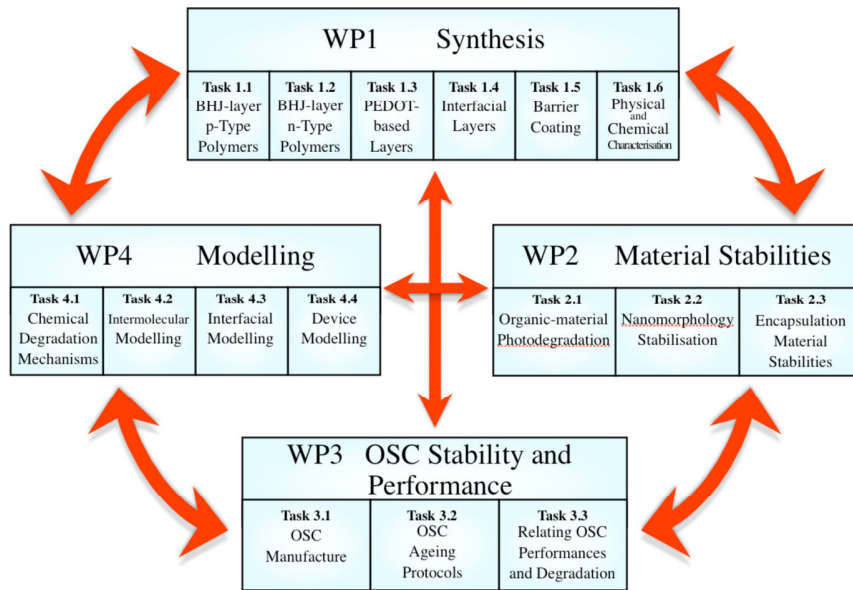 WP1 Synthesis
Task 1.1
BHJ-layer
p-Type
Polymers
Task 1.2
BHJ-layer
n-Type
Polymers
Task 1.3
PEDOT-
based
Layers
Task 1.4
Interfacial
Layers
Task 1.5
Barrier
Coating
Task 1.6
Physical
and
Chemical
Characterisation
WP4 Modelling
Task 4.1
Chemical
Degradation
Mechanisms
Task 4.2
Intermolecular
Modelling
Task 4.3
Interfacial
Modelling
Task 4.4
Device
Modelling
WP2 Material Stabilities
Task 2.1
Organic-material
Photodegradation
Task 2.2
Nanomorphology
Stabilisation
Task 2.3
Encapsulation
Material
Stabilities
WP3 OSC Stability and
Performance
Task 3.1
OSC
Manufacture
Task 3.2
OSC
Ageing
Protocols
Task 3.3
Relating OSC
Performances
and Degradation